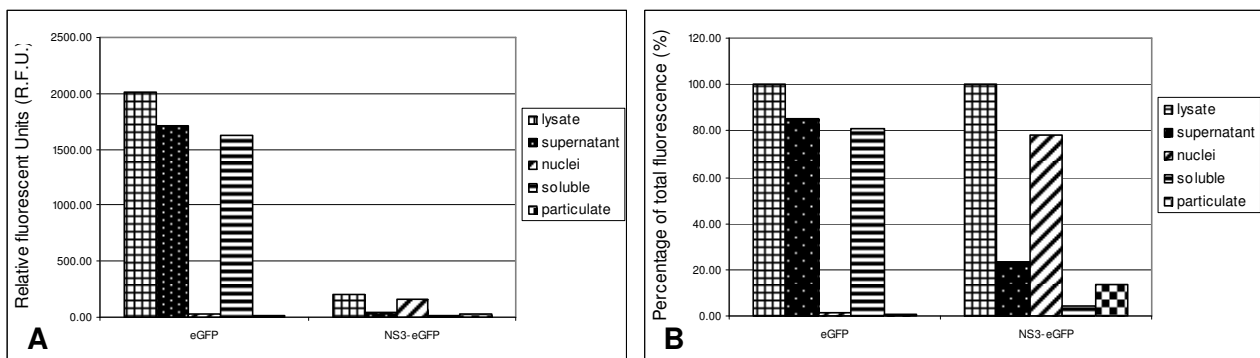 Relative fluorescent Units (R.F.U.)
2500.00
2000.00
1500.00
1000.00
500.00
0.00
eGFP
NS3-eGFP
lysate
supernatant
nuclei
soluble
particulate
A
Percentage of total fluorescence (%)
120.00
100.00
80.00
60.00
40.00
20.00
0.00
eGFP
NS3-eGFP
lysate
supernatant
nuclei
soluble
particulate
B